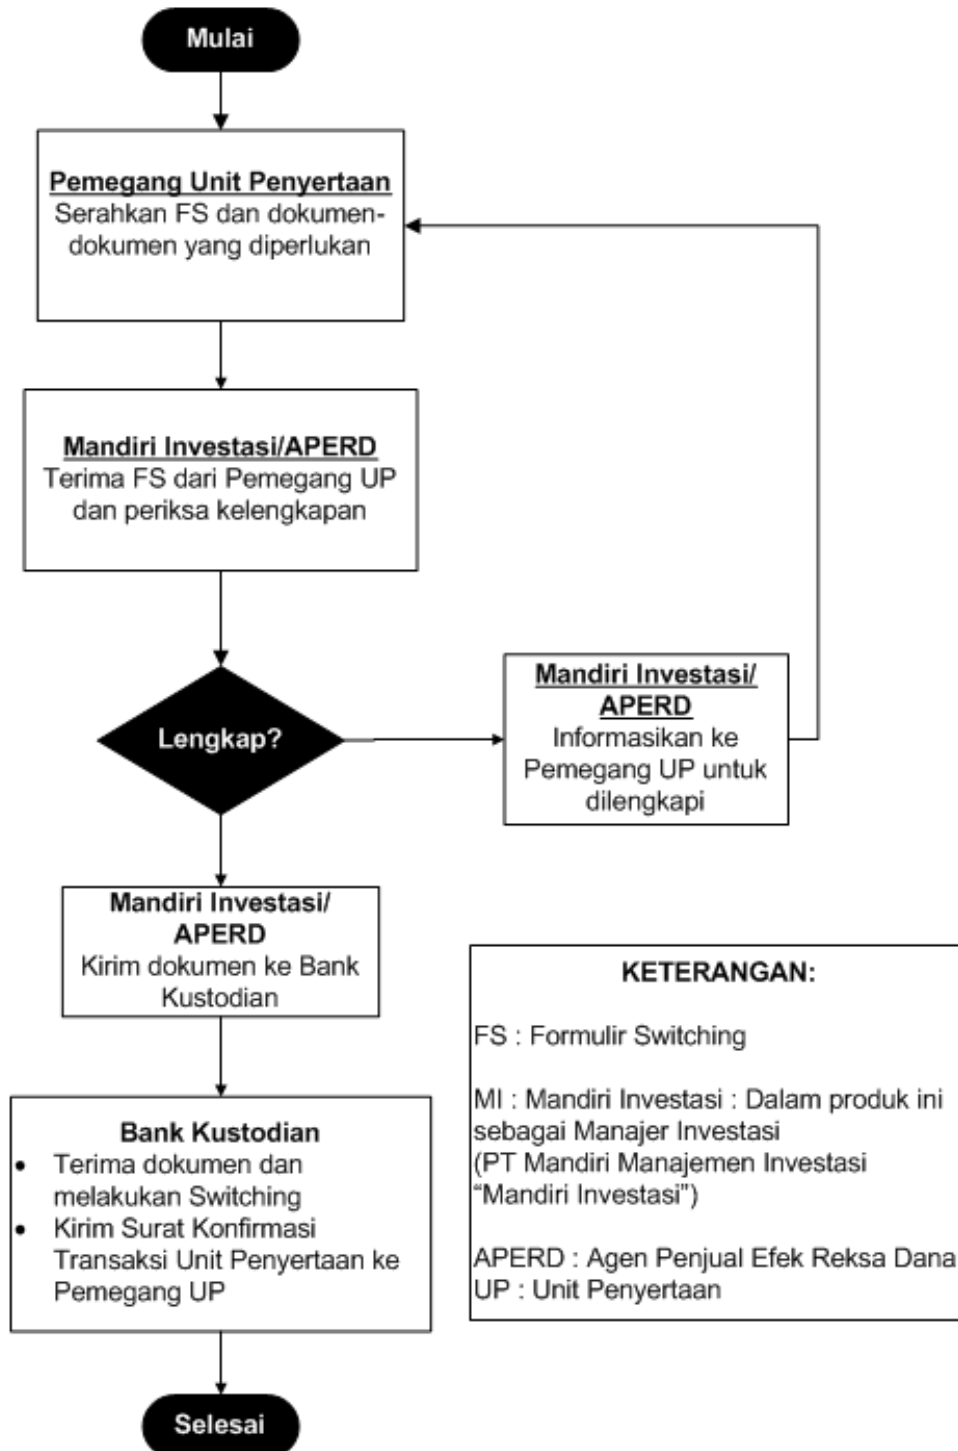 Mulai
Pemegang Unit Penyertaan
Serahkan FS dan dokumen-
dokumen yang diperlukan
Mandiri Investasi/APERD
Terima FS dari Pemegang UP
dan periksa kelengkapan
Lengkap?
Mandiri Investasi/
APERD
Informasikan ke
Pemegang UP untuk
dilengkapi
Mandiri Investasi/
APERD
Kirim dokumen ke Bank
Kustodian
Bank Kustodian
• Terima dokumen dan
melakukan Switching
• Kirim Surat Konfirmasi
Transaksi Unit Penyertaan ke
Pemegang UP
Selesai
KETERANGAN:
FS : Formulir Switching
MI : Mandiri Investasi : Dalam produk ini
sebagai Manajer Investasi
(PT Mandiri Manajemen Investasi
“Mandiri Investasi”)
APERD : Agen Penjual Efek Reksa Dana
UP : Unit Penyertaan